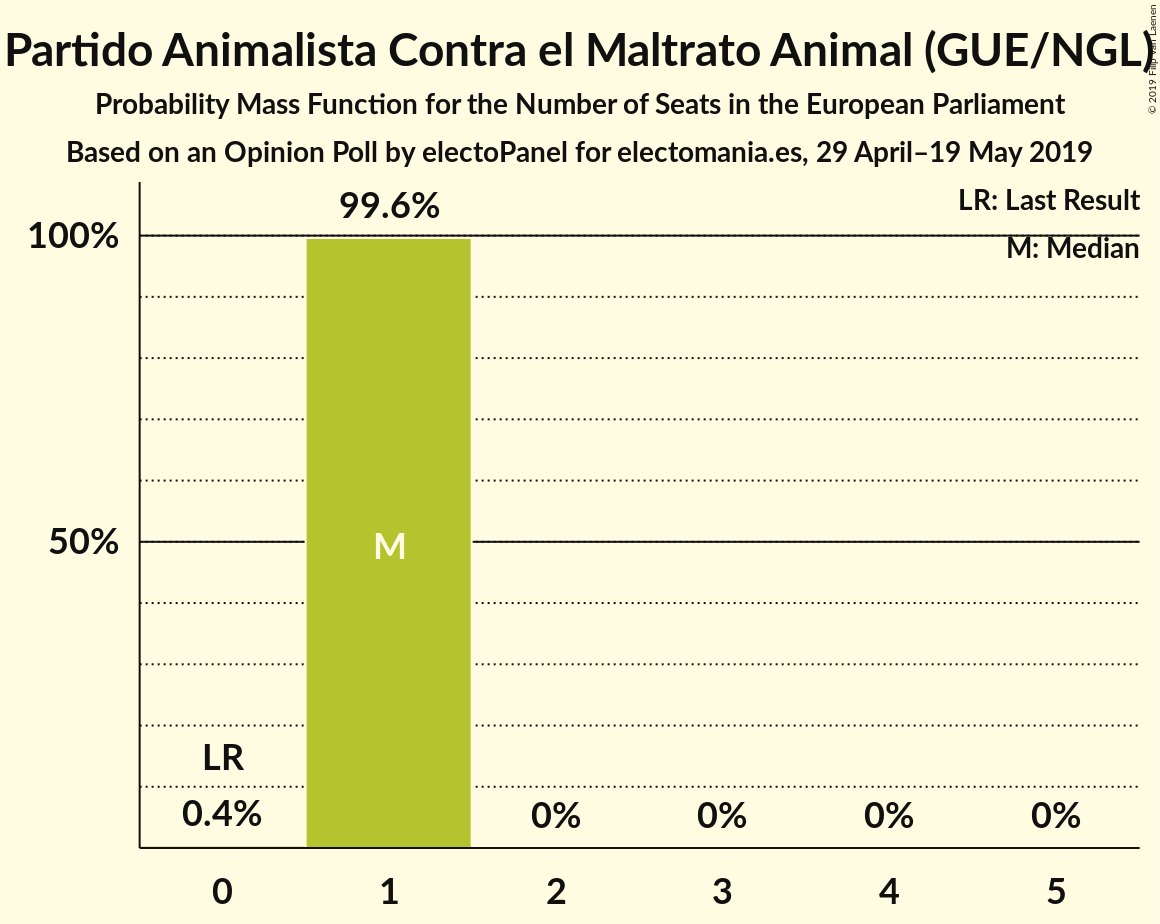 Partido Animalista Contra el Maltrato Animal (GUE/NGL)
© 2019 Filip van Laenen
Probability Mass Function for the Number of Seats in the European Parliament
Based on an Opinion Poll by electoPanel for electomania.es, 29 April–19 May 2019
LR: Last Result
M: Median
99.6%
100%
50%
M
LR
0.4%
0%
0%
0%
0%
0
1
2
3
4
5